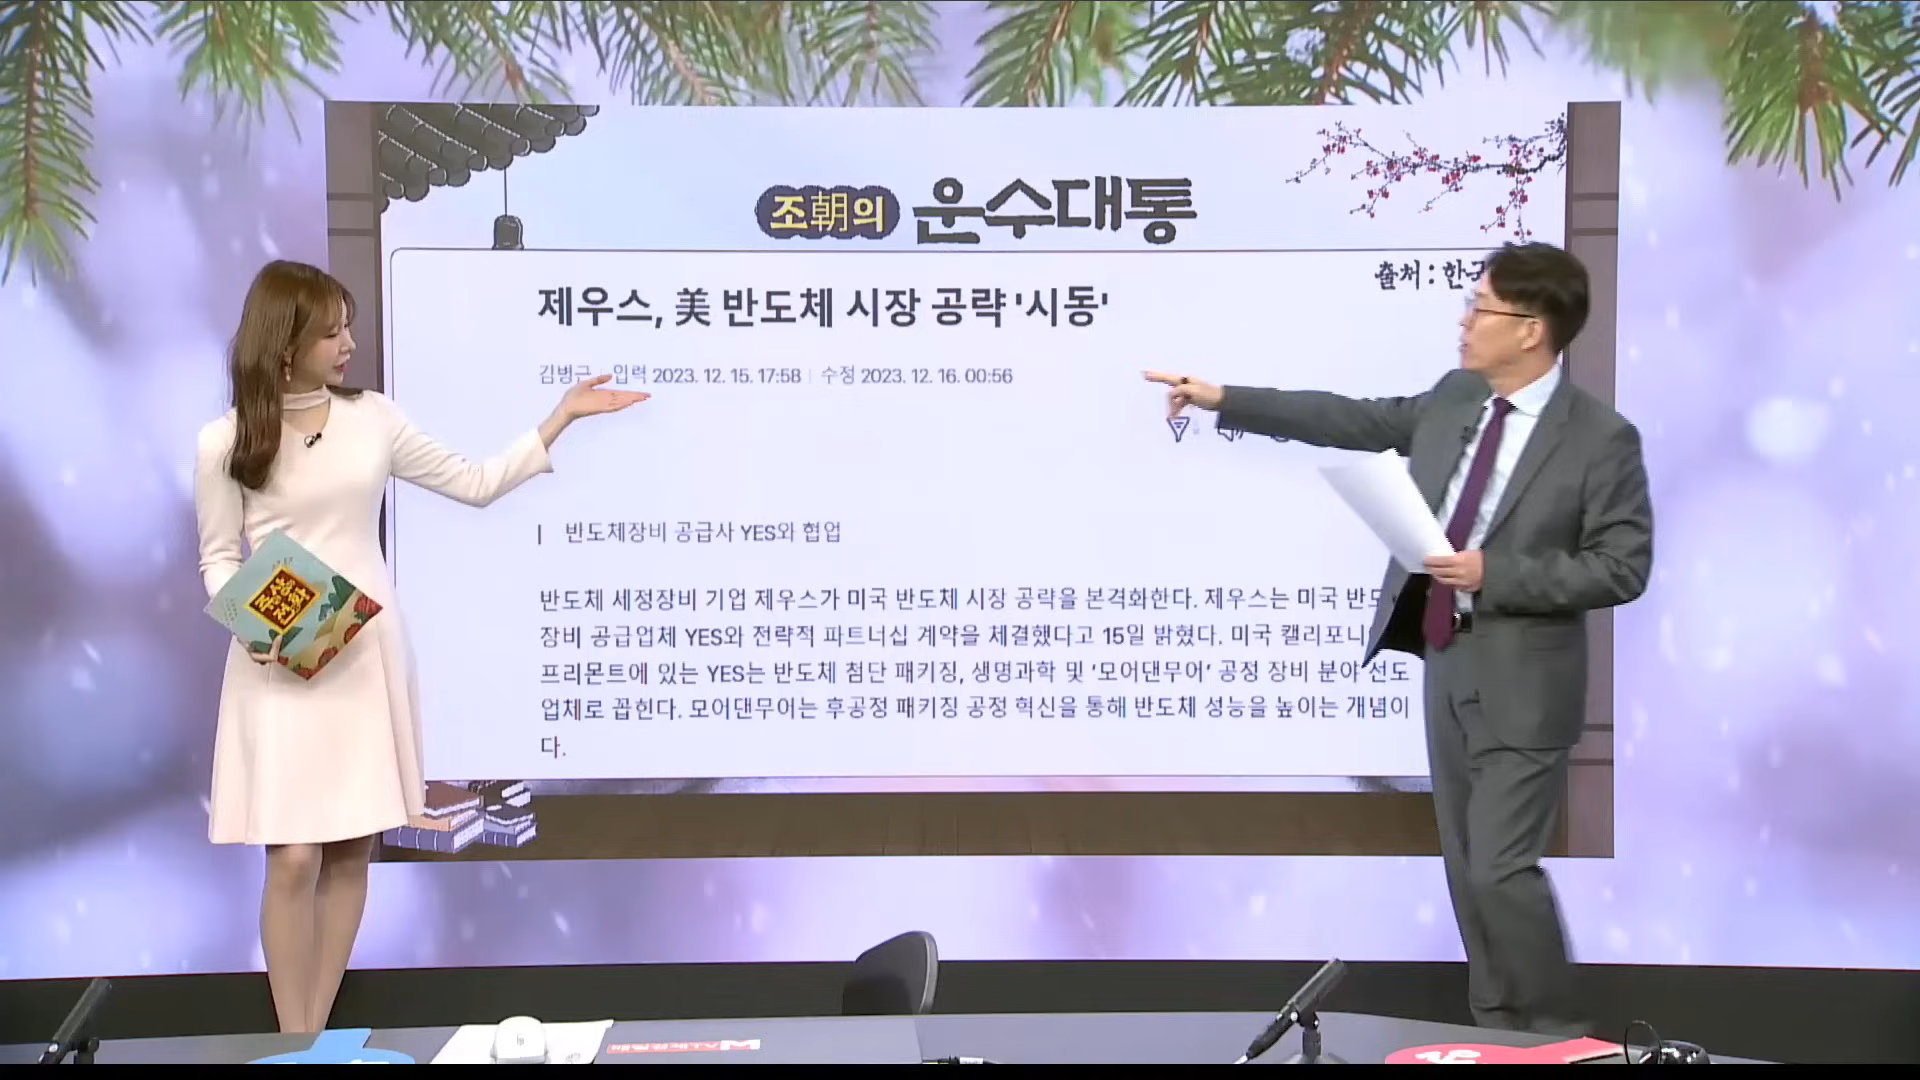 조朝의 운수대통
출처 : 한국
제우스, 美 반도체 시장 공략 '시동'
김병근 | 입력 2023. 12. 15. 17:58 | 수정 2023. 12. 16. 00:56
반도체장비 공급사 YES와 협업
반도체 세정장비 기업 제우스가 미국 반도체 시장 공략을 본격화한다. 제우스는 미국 반도
장비 공급업체 YES와 전략적 파트너십 계약을 체결했다고 15일 밝혔다. 미국 캘리포니
프리몬트에 있는 YES는 반도체 첨단 패키징, 생명과학 및 '모어댄무어' 공정 장비 분야 선도
업체로 꼽힌다. 모어댄무어는 후공정 패키징 공정 혁신을 통해 반도체 성능을 높이는 개념이
다.